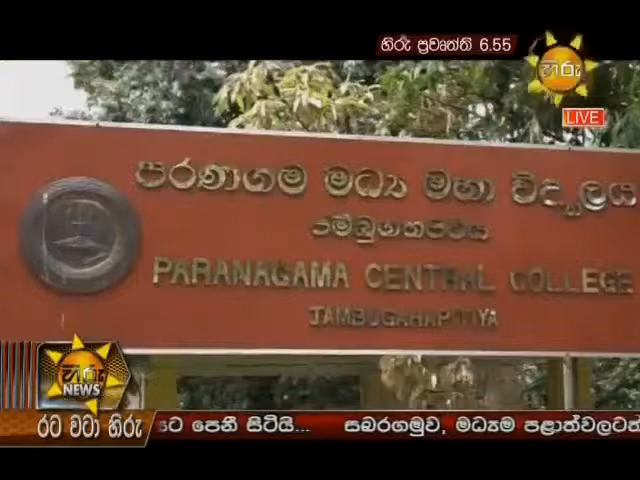 හිරු ප්‍රවෘත්ති 6.55
හිරු
LIVE
පරණගම මධ්‍ය මහා විද්‍යාලය
ජම්බුගහපිටිය
PARANAGAMA CENTRAL COLLEGE
JAMBUGAHAPITIYA
හිරු
NEWS
රට වටා හිරු
පෙනී සිටියි... සබරගමුව, මධ්‍යම පළාත්වලටත්